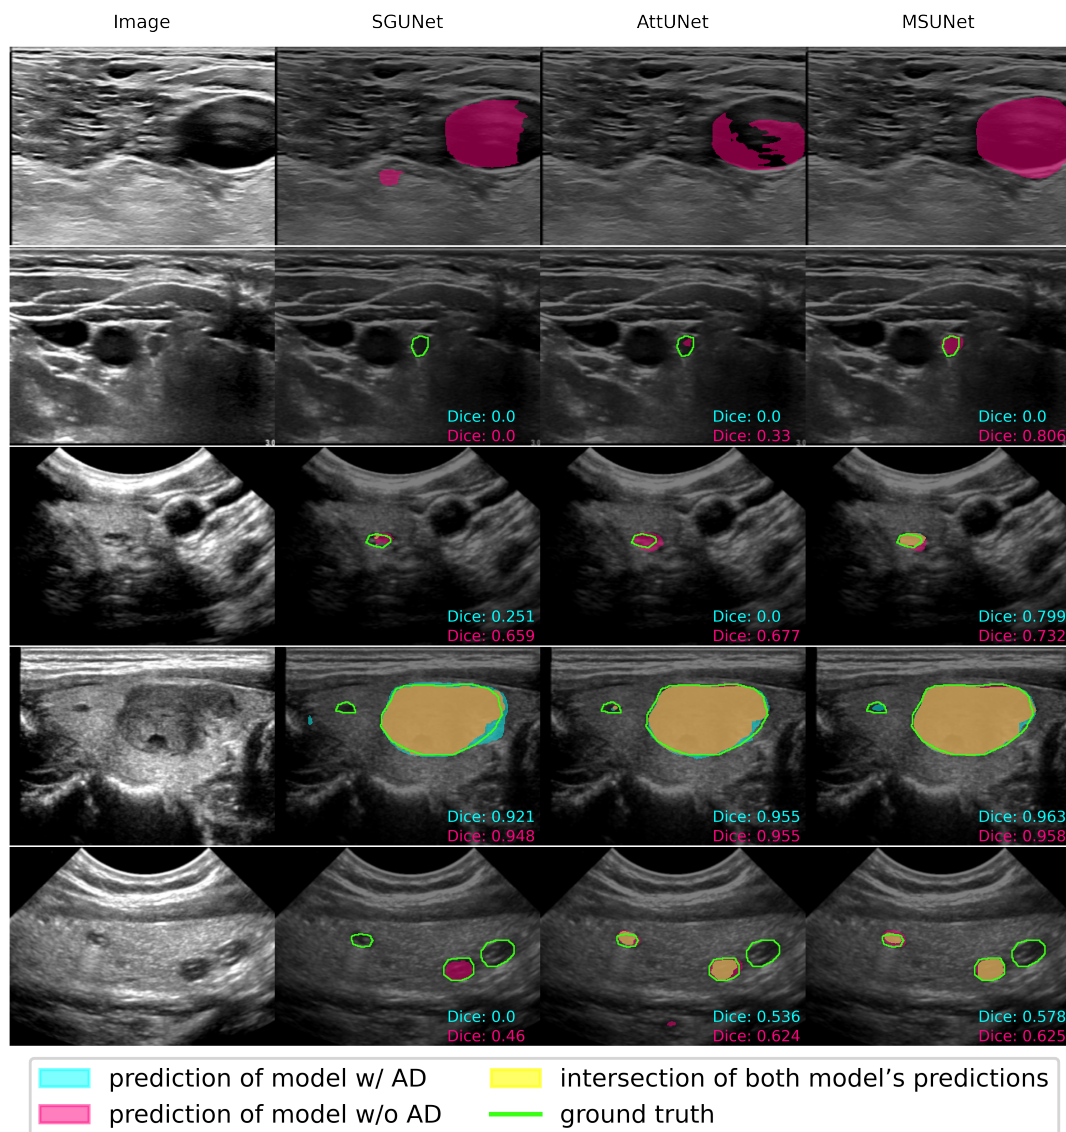 Image SGUNet AttUNet MSUNet
Dice: 0.0 Dice: 0.0 Dice: 0.0
Dice: 0.0 Dice: 0.33 Dice: 0.806
Dice: 0.251 Dice: 0.0 Dice: 0.799
Dice: 0.659 Dice: 0.677 Dice: 0.732
Dice: 0.921 Dice: 0.955 Dice: 0.963
Dice: 0.948 Dice: 0.955 Dice: 0.958
Dice: 0.0 Dice: 0.536 Dice: 0.578
Dice: 0.46 Dice: 0.624 Dice: 0.625
prediction of model w/ AD intersection of both model’s predictions
prediction of model w/o AD ground truth